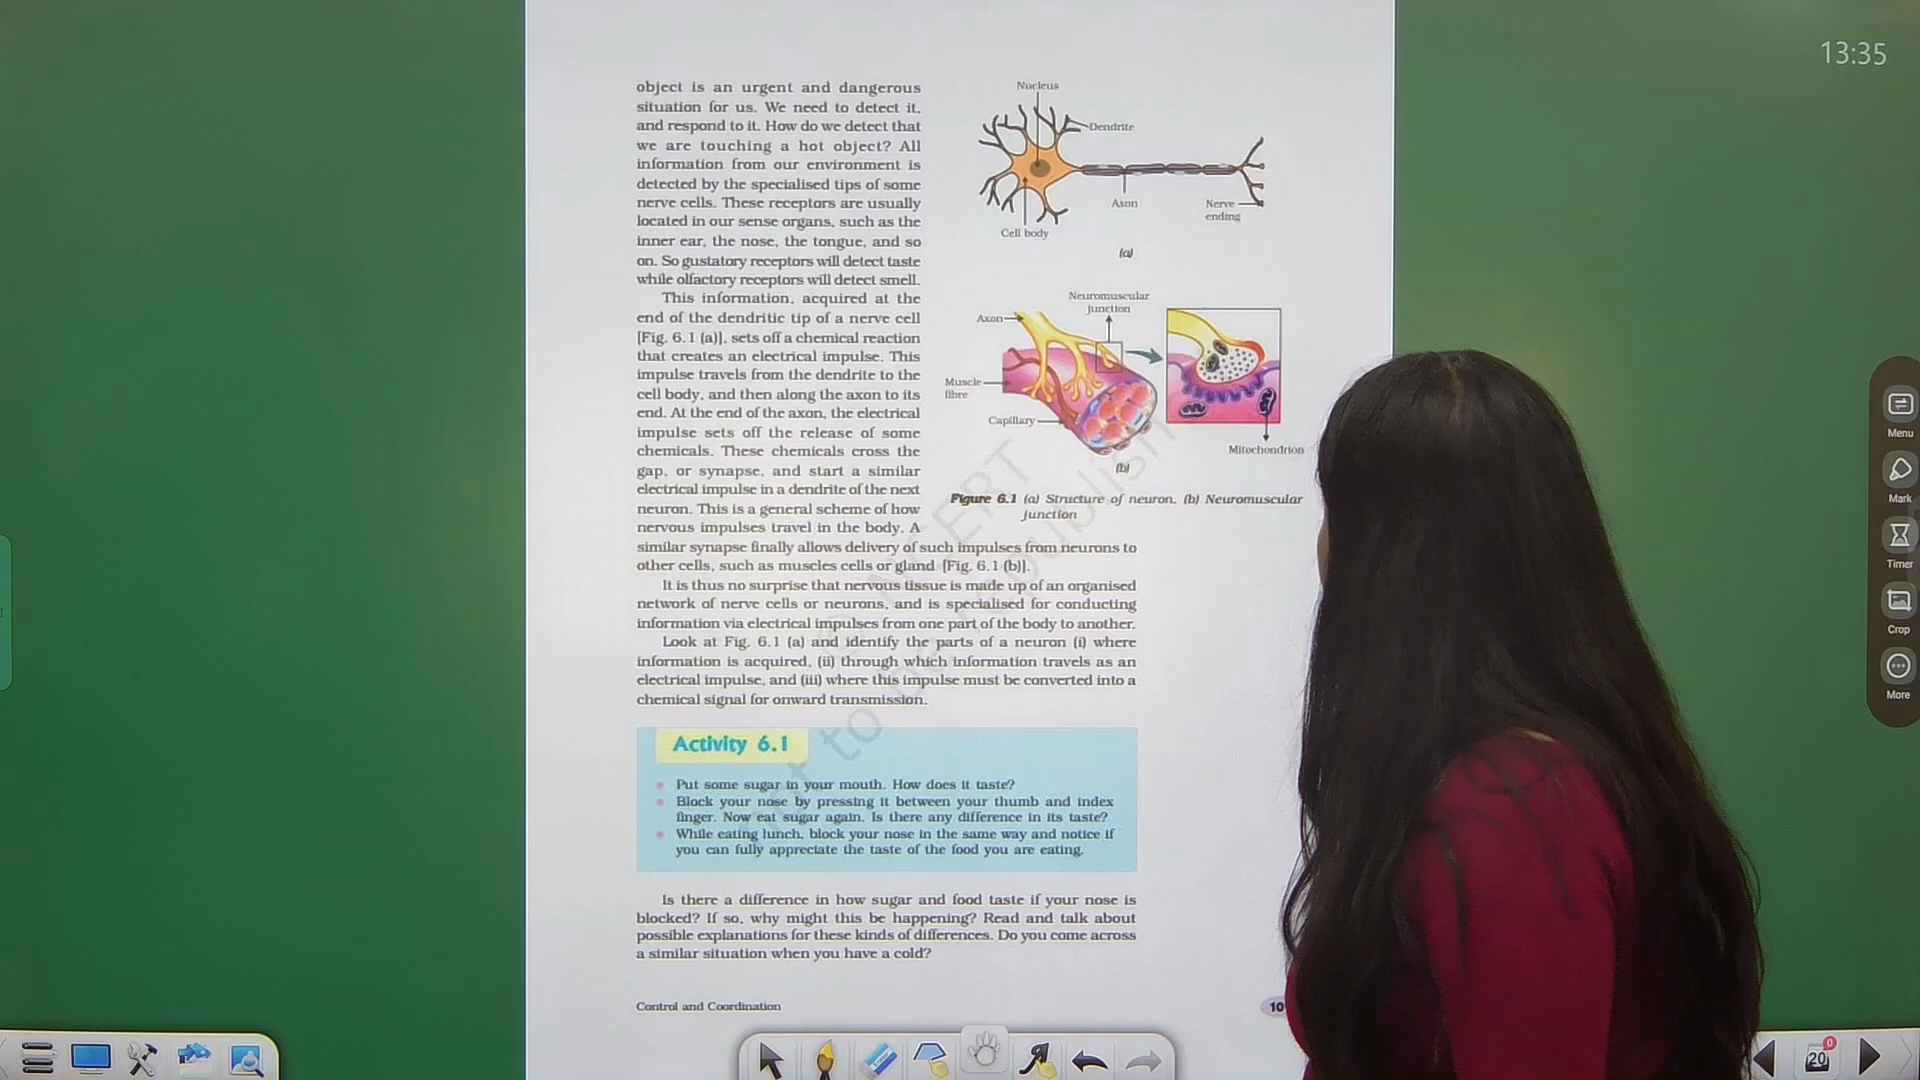 13:35
object is an urgent and dangerous
situation for us. We need to detect it,
and respond to it. How do we detect that
we are touching a hot object? All
information from our environment is
detected by the specialised tips of some
nerve cells. These receptors are usually
located in our sense organs, such as the
inner ear, the nose, the tongue, and so
on. So gustatory receptors will detect taste
while olfactory receptors will detect smell.
This information, acquired at the
end of the dendritic tip of a nerve cell
[Fig. 6.1 (a)], sets off a chemical reaction
that creates an electrical impulse. This
impulse travels from the dendrite to the
cell body, and then along the axon to its
end. At the end of the axon, the electrical
impulse sets off the release of some
chemicals. These chemicals cross the
gap, or synapse, and start a similar
electrical impulse in a dendrite of the next
neuron. This is a general scheme of how
nervous impulses travel in the body. A
similar synapse finally allows delivery of such impulses from neurons to
other cells, such as muscles cells or gland [Fig. 6.1 (b)].
It is thus no surprise that nervous tissue is made up of an organised
network of nerve cells or neurons, and is specialised for conducting
information via electrical impulses from one part of the body to another.
Look at Fig. 6.1 (a) and identify the parts of a neuron (i) where
information is acquired, (ii) through which information travels as an
electrical impulse, and (iii) where this impulse must be converted into a
chemical signal for onward transmission.
Nucleus
Dendrite
Axon
Nerve
ending
Cell body
(a)
Neuromuscular
junction
Axon
Muscle
fibre
Capillary
Mitochondrion
(b)
Figure 6.1 (a) Structure of neuron, (b) Neuromuscular
junction
Activity 6.1
Put some sugar in your mouth. How does it taste?
Block your nose by pressing it between your thumb and index
finger. Now eat sugar again. Is there any difference in its taste?
While eating lunch, block your nose in the same way and notice if
you can fully appreciate the taste of the food you are eating.
Is there a difference in how sugar and food taste if your nose is
blocked? If so, why might this be happening? Read and talk about
possible explanations for these kinds of differences. Do you come across
a similar situation when you have a cold?
Control and Coordination
10
Menu
Mark
Timer
Crop
More
20
0